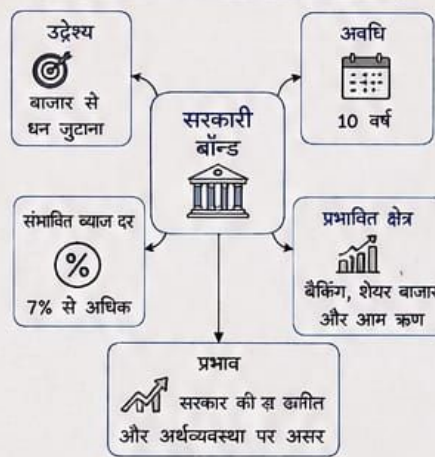 उद्देश्य
बाजार से
धन जुटाना
अवधि
10 वर्ष
सरकारी
बॉन्ड
संभावित ब्याज दर
%
7% से अधिक
प्रभावित क्षेत्र
बैंकिंग, शेयर बाजार
और आम ऋण
प्रभाव
सरकार की
और अर्थव्यवस्था पर असर